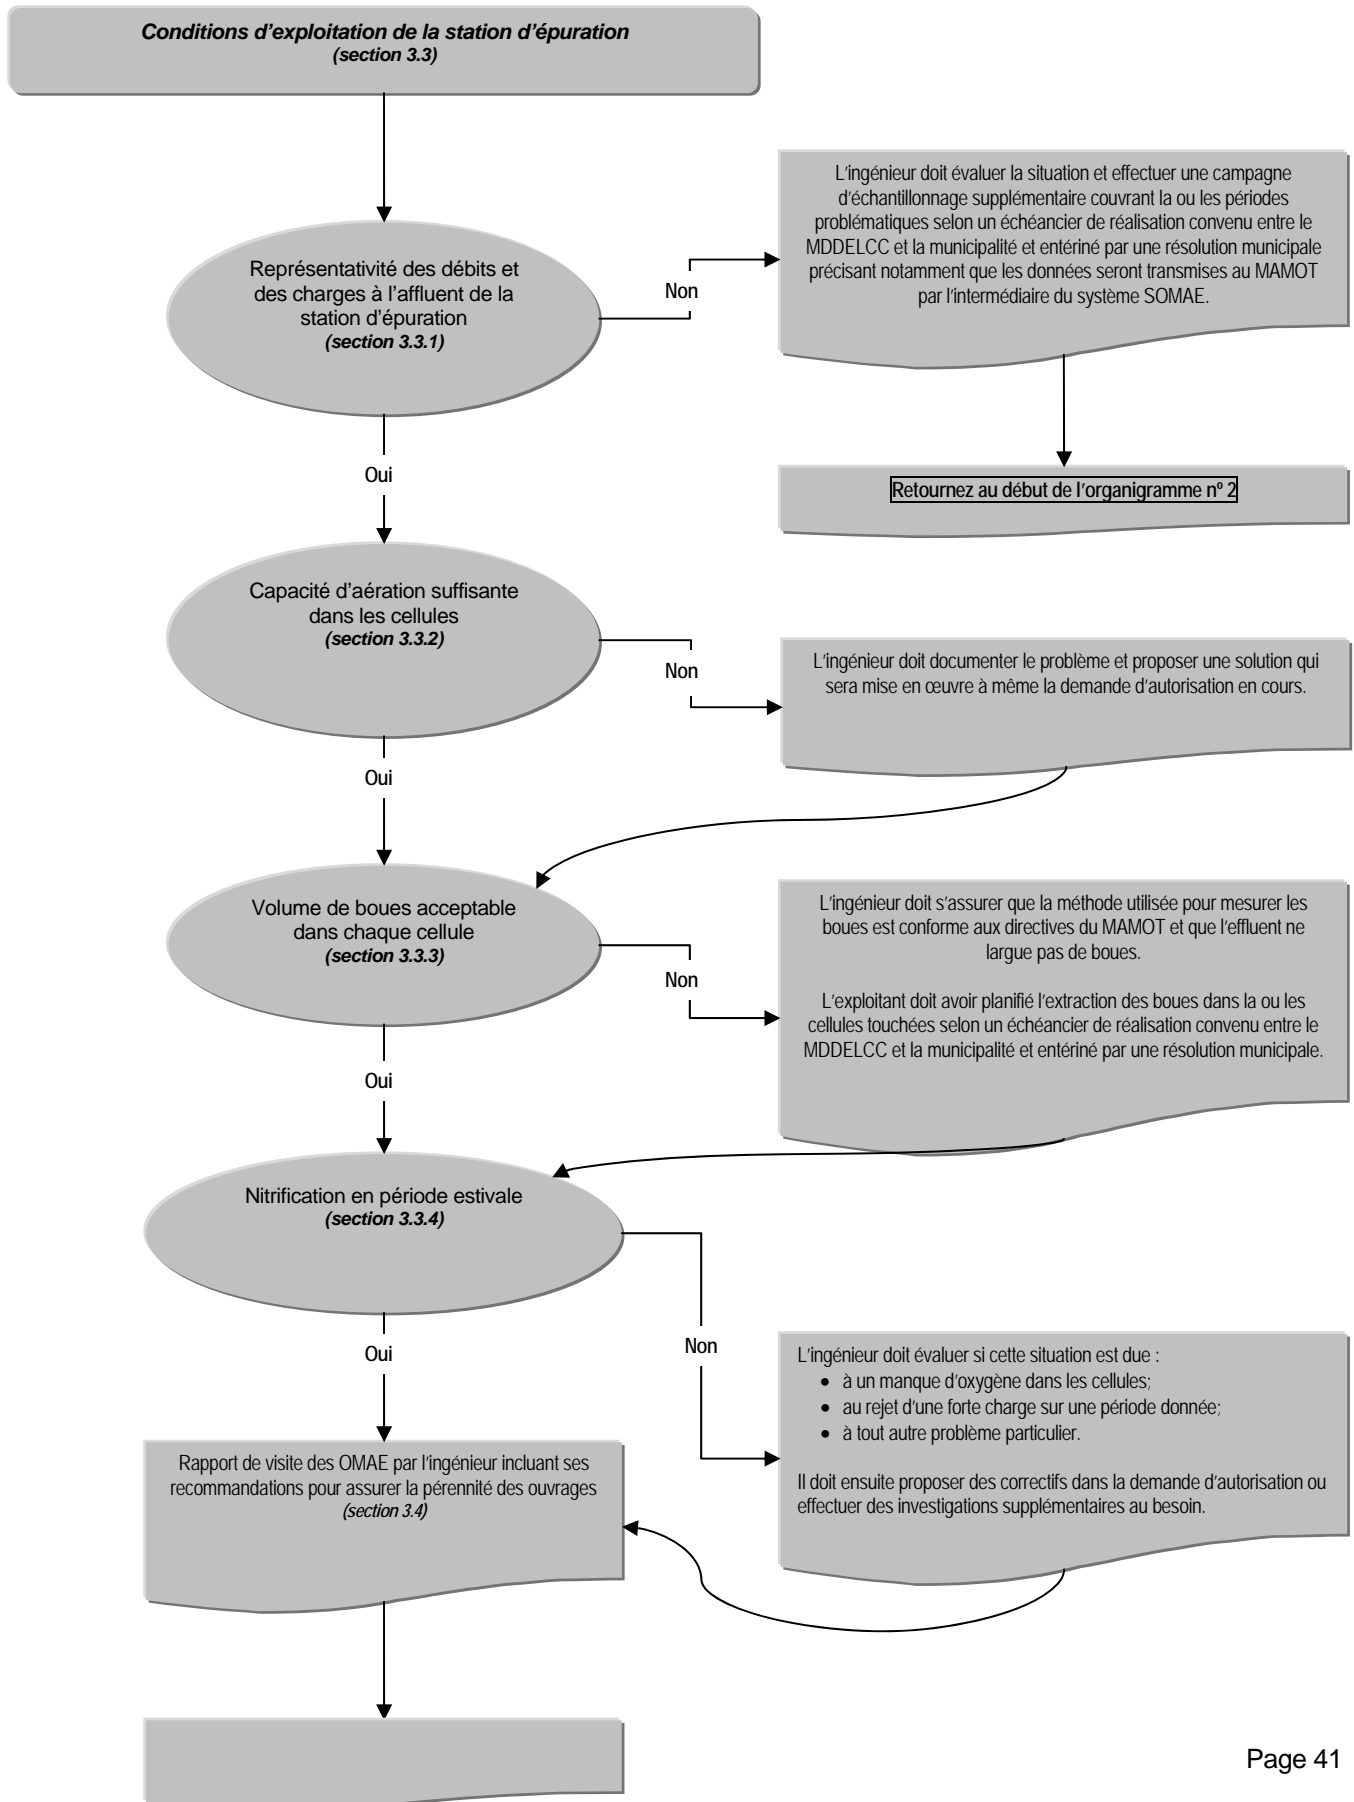 Conditions d'exploitation de la station d'épuration
(section 3.3)
Représentativité des débits et
des charges à l'affluent de la
station d'épuration
(section 3.3.1)
Non
L'ingénieur doit évaluer la situation et effectuer une campagne
d'échantillonnage supplémentaire couvrant la ou les périodes
problématiques selon un échéancier de réalisation convenu entre le
MDDELCC et la municipalité et entériné par une résolution municipale
précisant notamment que les données seront transmises au MAMOT
par l'intermédiaire du système SOMAE.
Oui
Retournez au début de l'organigramme nº 2
Capacité d'aération suffisante
dans les cellules
(section 3.3.2)
Non
L'ingénieur doit documenter le problème et proposer une solution qui
sera mise en œuvre à même la demande d'autorisation en cours.
Oui
Volume de boues acceptable
dans chaque cellule
(section 3.3.3)
Non
L'ingénieur doit s'assurer que la méthode utilisée pour mesurer les
boues est conforme aux directives du MAMOT et que l'effluent ne
largue pas de boues.
L'exploitant doit avoir planifié l'extraction des boues dans la ou les
cellules touchées selon un échéancier de réalisation convenu entre le
MDDELCC et la municipalité et entériné par une résolution municipale.
Oui
Nitrification en période estivale
(section 3.3.4)
Non
L'ingénieur doit évaluer si cette situation est due :
• à un manque d'oxygène dans les cellules;
• au rejet d'une forte charge sur une période donnée;
• à tout autre problème particulier.
Il doit ensuite proposer des correctifs dans la demande d'autorisation ou
effectuer des investigations supplémentaires au besoin.
Oui
Rapport de visite des OMAE par l'ingénieur incluant ses
recommandations pour assurer la pérennité des ouvrages
(section 3.4)
Page 41